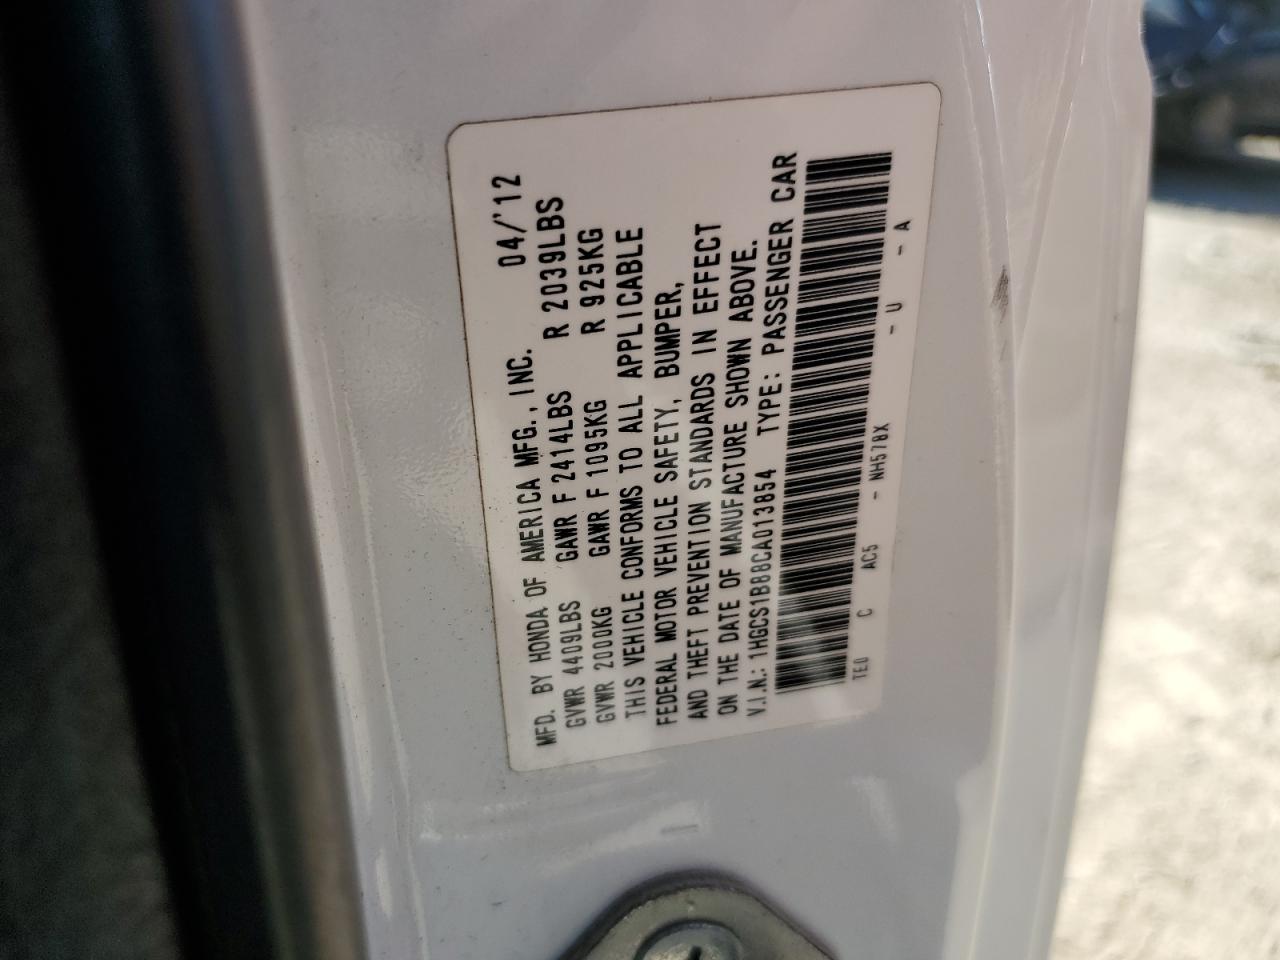 MFD. BY HONDA OF AMERICA MFG., INC. 04/'12
GVWR 4409LBS GAWR F 2414LBS R 2039LBS
GVWR 2000KG GAWR F 1095KG R 925KG
THIS VEHICLE CONFORMS TO ALL APPLICABLE
FEDERAL MOTOR VEHICLE SAFETY, BUMPER,
AND THEFT PREVENTION STANDARDS IN EFFECT
ON THE DATE OF MANUFACTURE SHOWN ABOVE.
V.I.N.: 1HGCS1B88CA013854 TYPE: PASSENGER CAR
TE0 C AC5 - NH578X - U - A